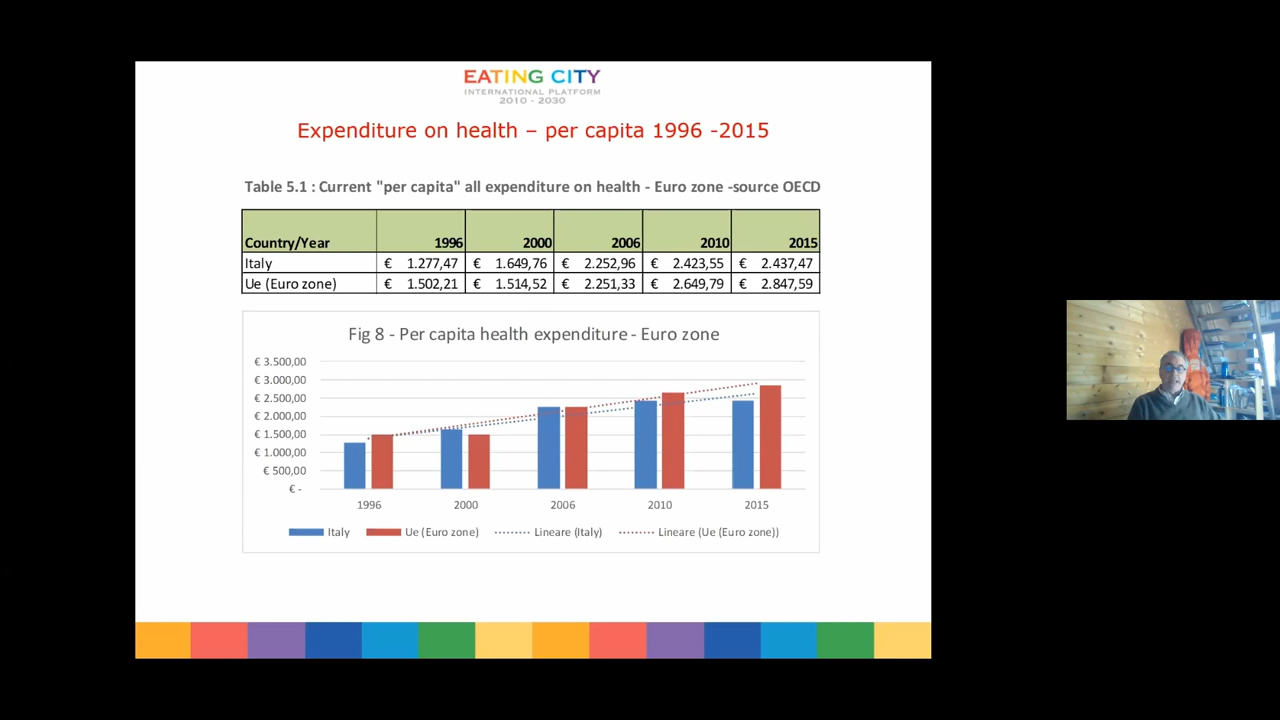 EATING CITY
INTERNATIONAL PLATFORM
2010 - 2030
Expenditure on health – per capita 1996 -2015
Table 5.1 : Current "per capita" all expenditure on health - Euro zone -source OECD
Country/Year 1996 2000 2006 2010 2015
Italy € 1.277,47 € 1.649,76 € 2.252,96 € 2.423,55 € 2.437,47
Ue (Euro zone) € 1.502,21 € 1.514,52 € 2.251,33 € 2.649,79 € 2.847,59
Fig 8 - Per capita health expenditure - Euro zone
€ 3.500,00
€ 3.000,00
€ 2.500,00
€ 2.000,00
€ 1.500,00
€ 1.000,00
€ 500,00
€ -
1996 2000 2006 2010 2015
Italy Ue (Euro zone) Lineare (Italy) Lineare (Ue (Euro zone))